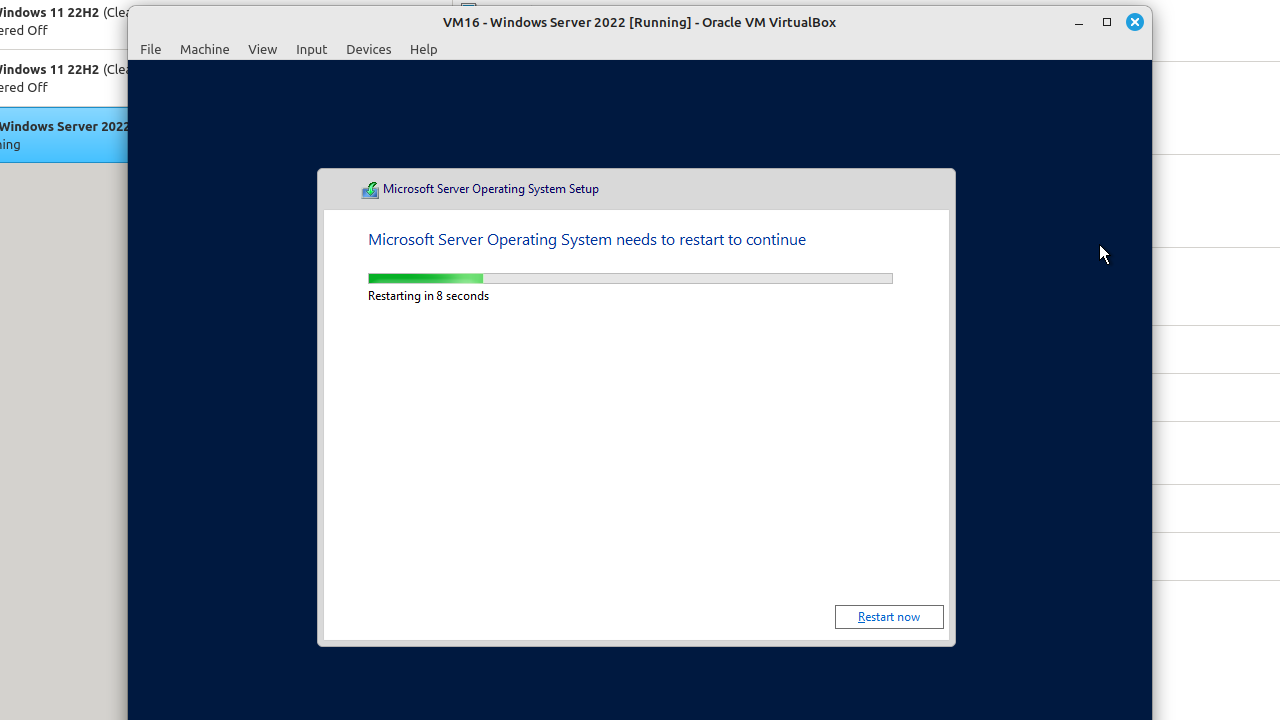 Windows 11 22H2 (Clea
ered Off
Windows 11 22H2 (Clea
ered Off
Windows Server 2022
ning
VM16 - Windows Server 2022 [Running] - Oracle VM VirtualBox
File Machine View Input Devices Help
Microsoft Server Operating System Setup
Microsoft Server Operating System needs to restart to continue
Restarting in 8 seconds
Restart now